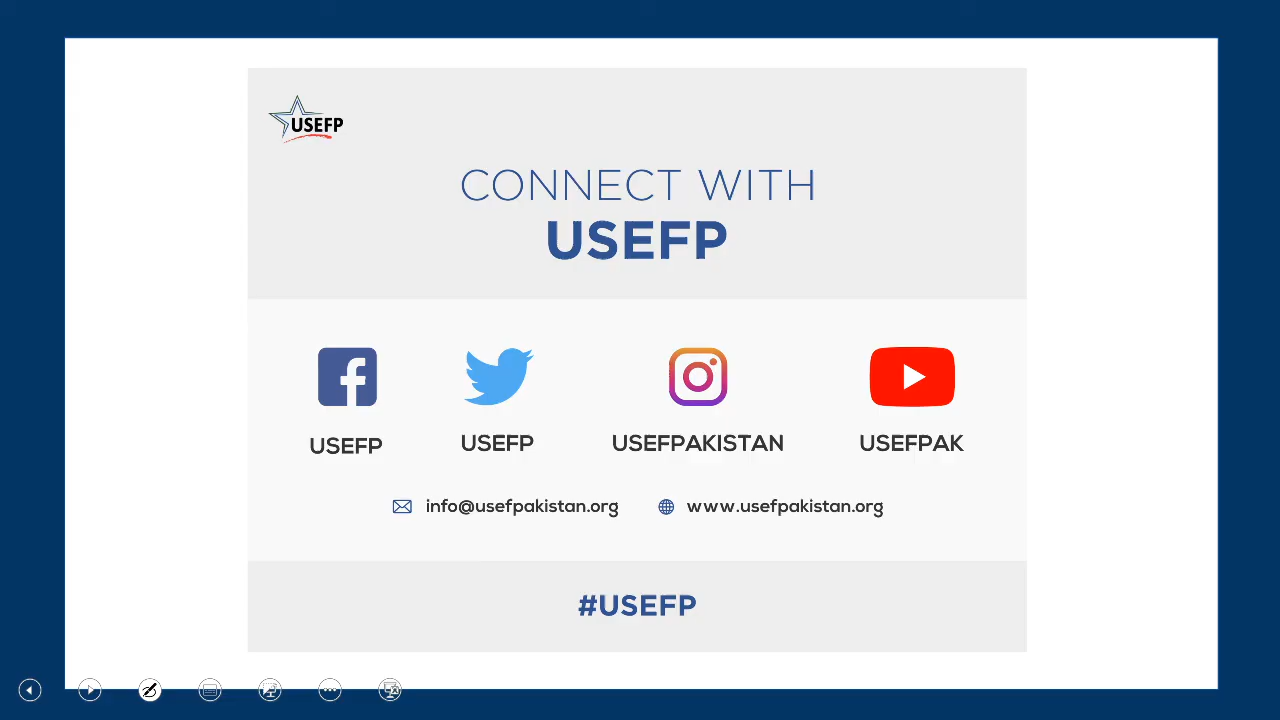 USEFP
CONNECT WITH
USEFP
USEFP USEFP USEFPAKISTAN USEFPAK
info@usefpakistan.org www.usefpakistan.org
#USEFP